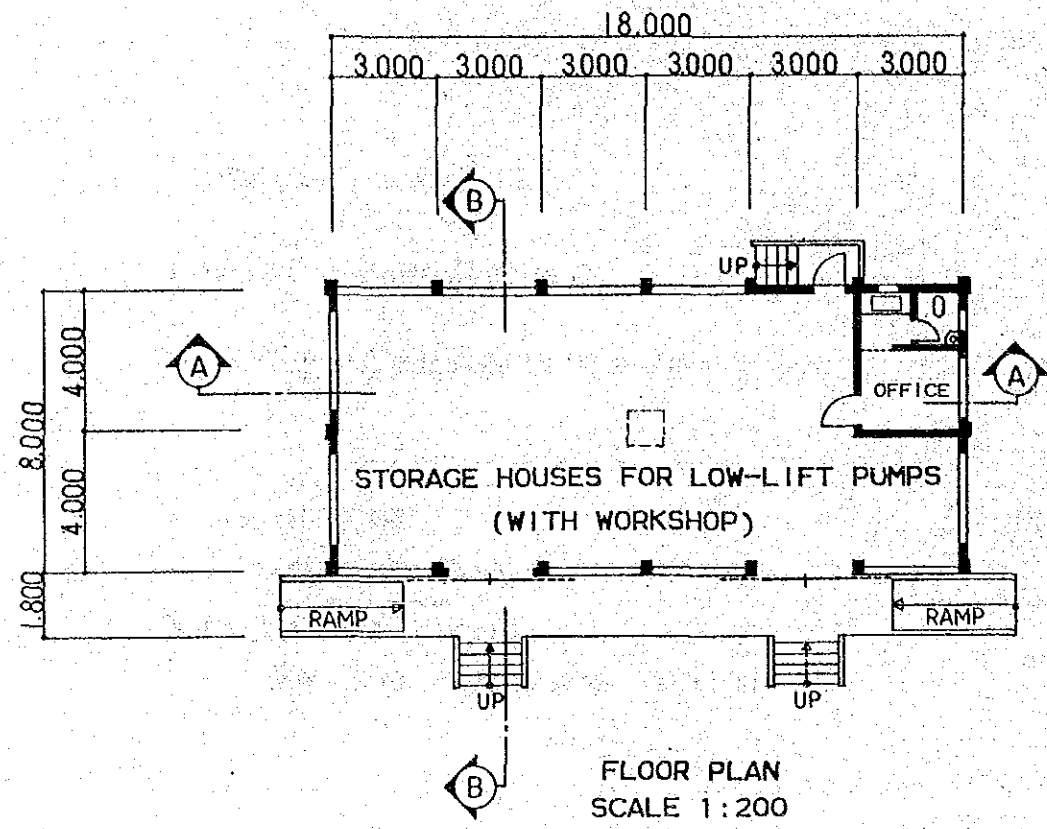 18.000
3.000 3.000 3.000 3.000 3.000 3.000
B
UP
A
OFFICE
A
4.000
8.000
4.000
1.800
STORAGE HOUSES FOR LOW-LIFT PUMPS
(WITH WORKSHOP)
RAMP
RAMP
UP
UP
B
FLOOR PLAN
SCALE 1:200